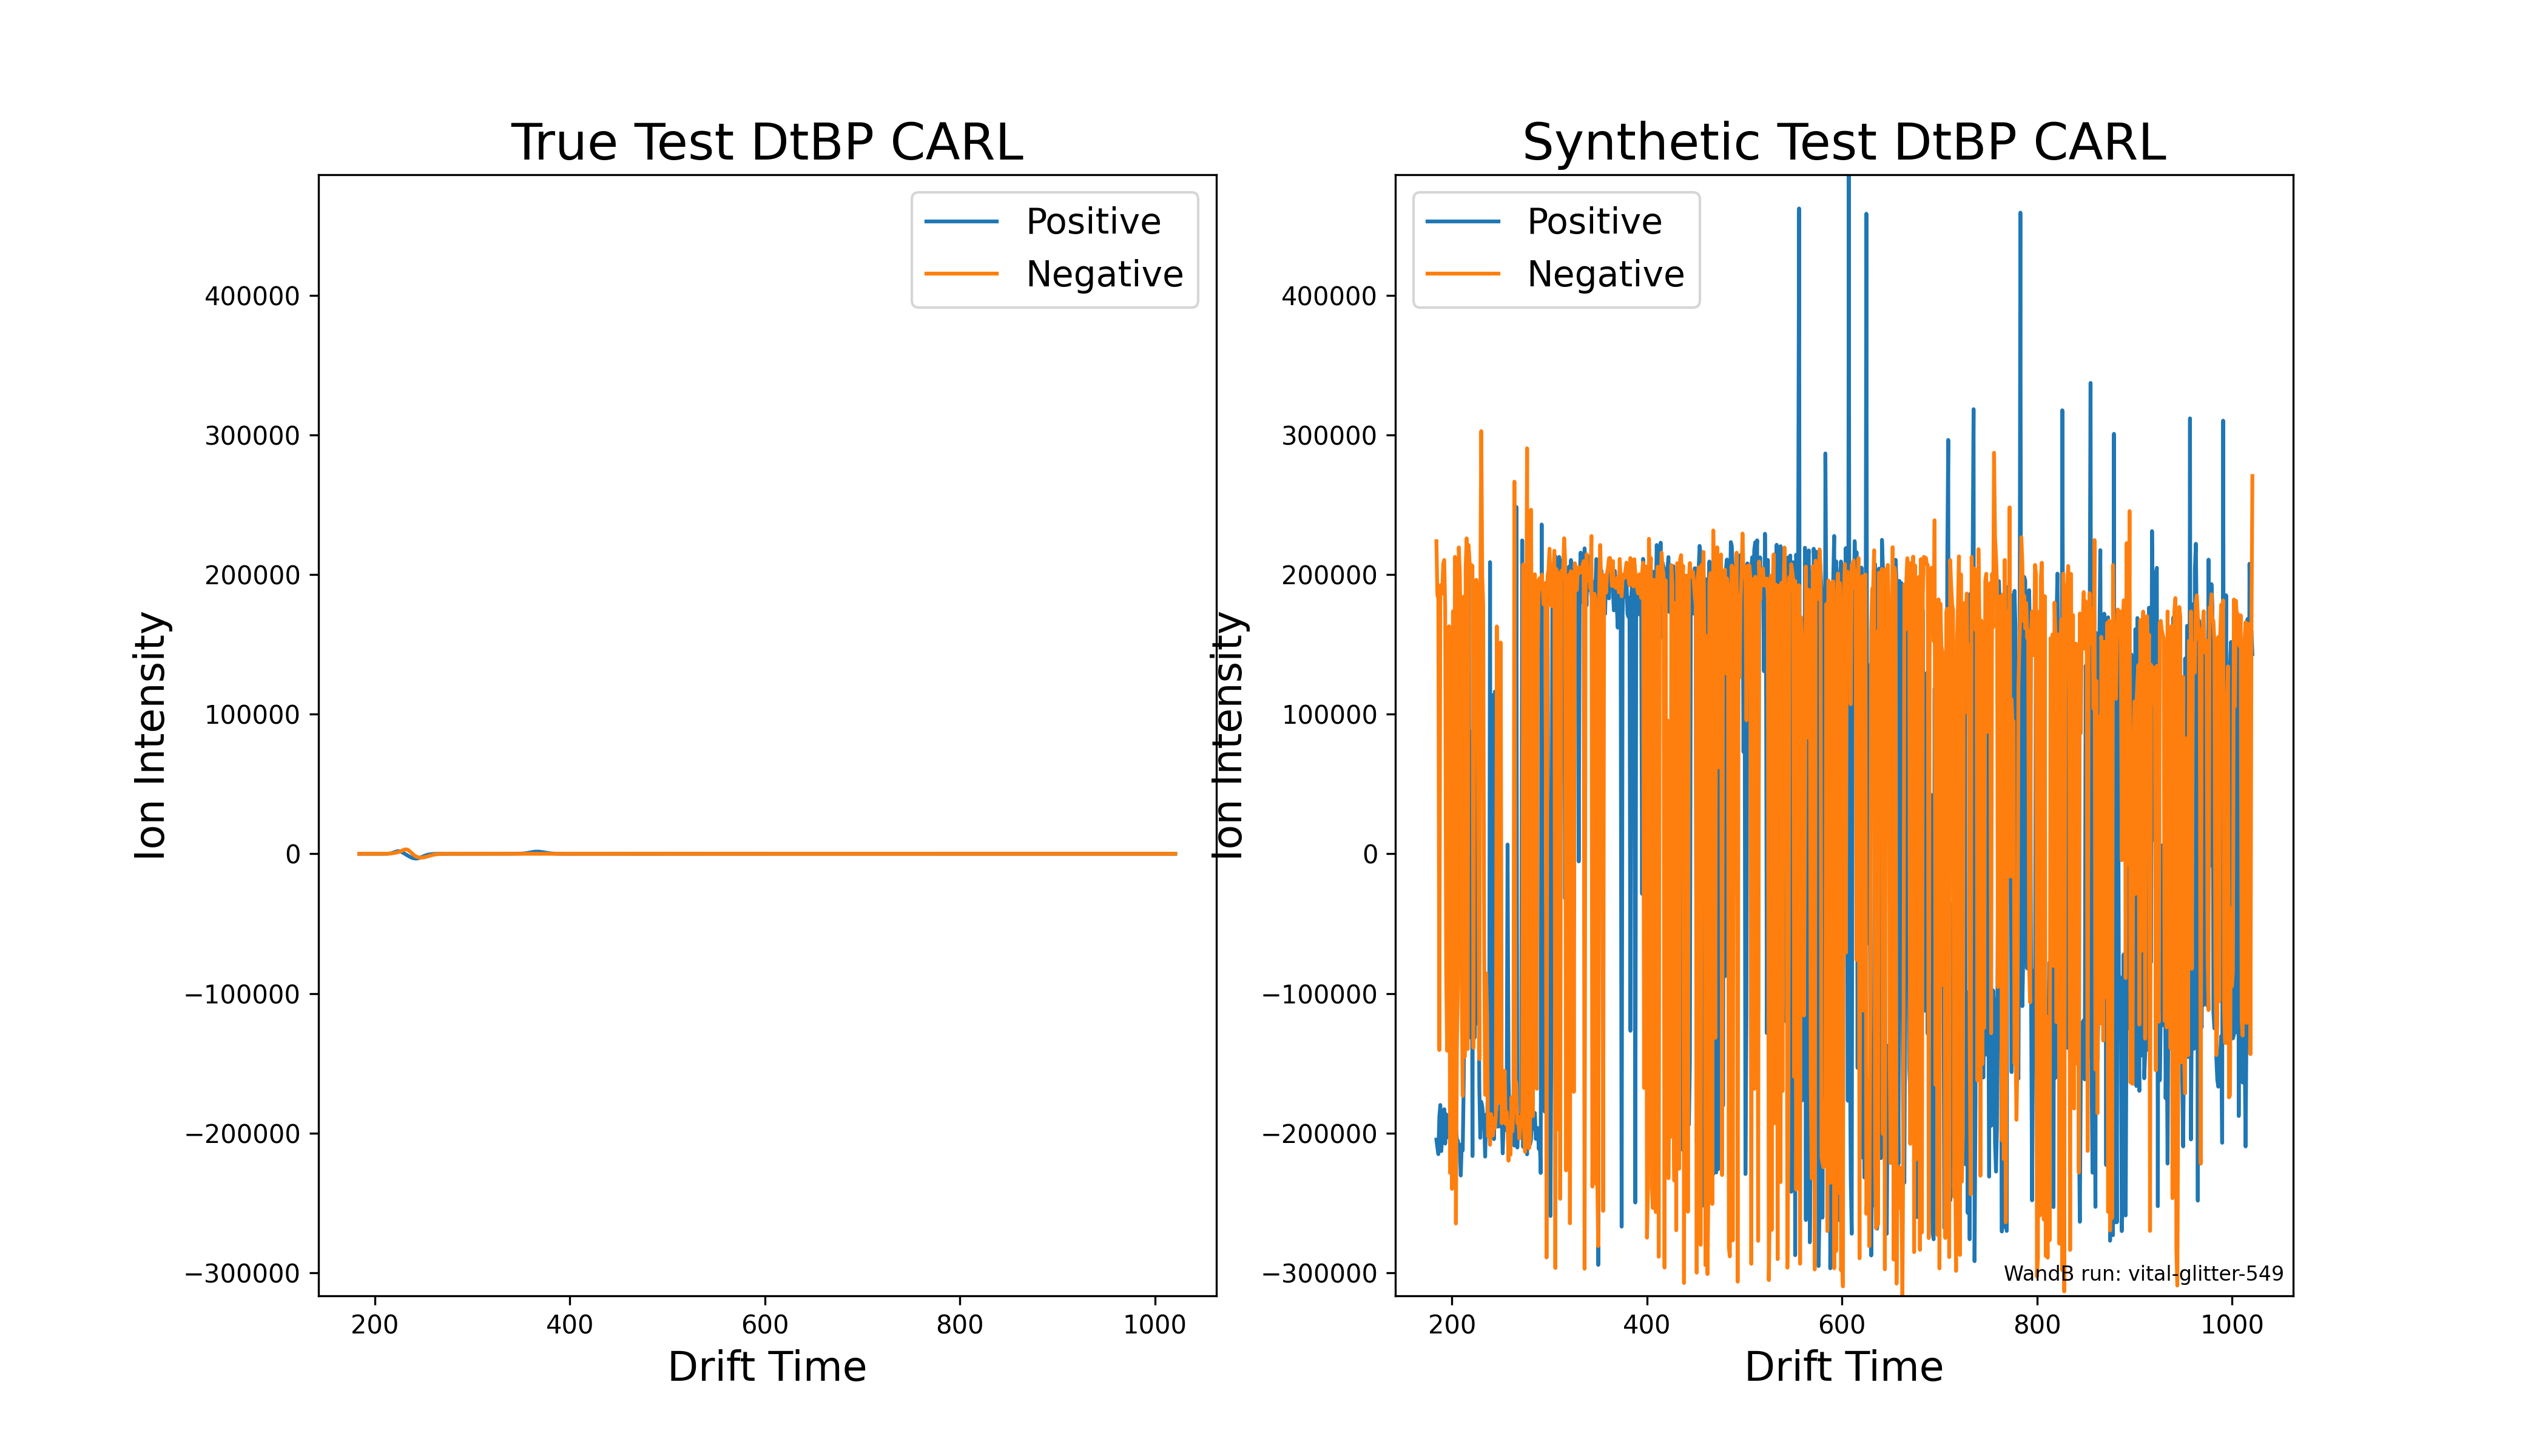 True Test DtBP CARL
Positive
Negative
400000
300000
200000
100000
0
−100000
−200000
−300000
Ion Intensity
200 400 600 800 1000
Drift Time
Synthetic Test DtBP CARL
Positive
Negative
400000
300000
200000
100000
0
−100000
−200000
−300000
Ion Intensity
WandB run: vital-glitter-549
200 400 600 800 1000
Drift Time